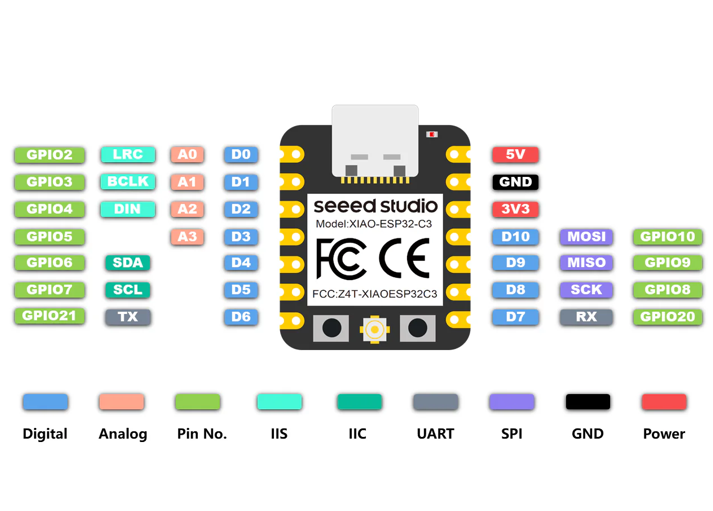 GPIO2 LRC A0 D0 5V
GPIO3 BCLK A1 D1 GND
GPIO4 DIN A2 D2 3V3
seeed studio
Model:XIAO-ESP32-C3
GPIO5 A3 D3 D10 MOSI GPIO10
GPIO6 SDA D4 D9 MISO GPIO9
FC CE
GPIO7 SCL D5 D8 SCK GPIO8
FCC:Z4T-XIAOESP32C3
GPIO21 TX D6 D7 RX GPIO20
Digital Analog Pin No. IIS IIC UART SPI GND Power